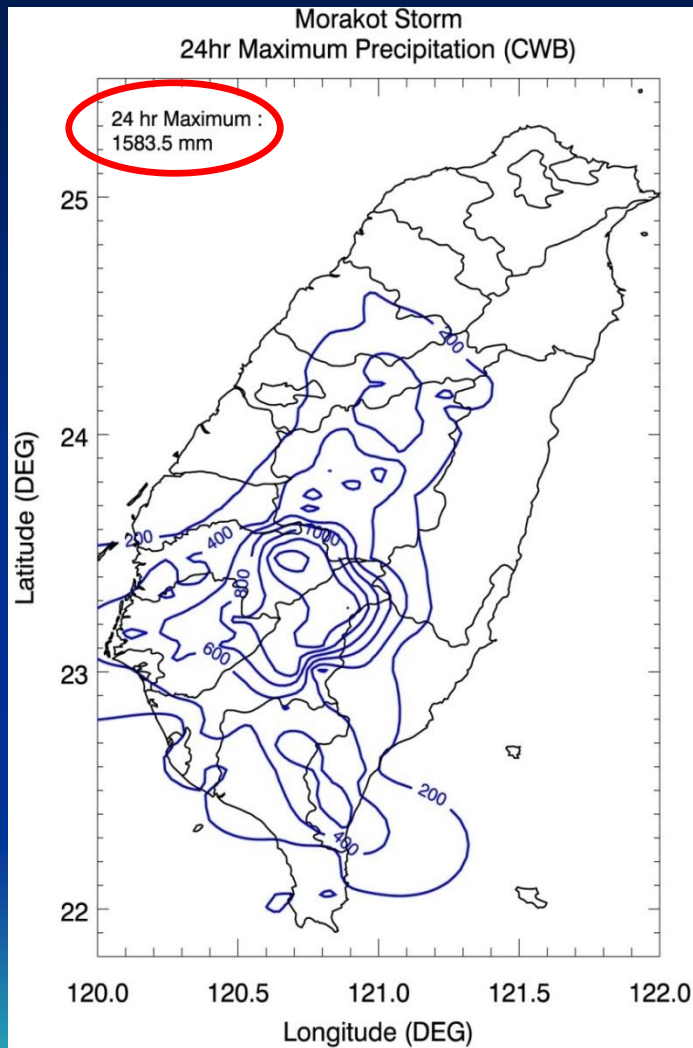 Morakot Storm
24hr Maximum Precipitation (CWB)
24 hr Maximum :
1583.5 mm
25
200
24
200
400
1000
800
600
23
200
400
22
120.0 120.5 121.0 121.5 122.0
Latitude (DEG)
Longitude (DEG)